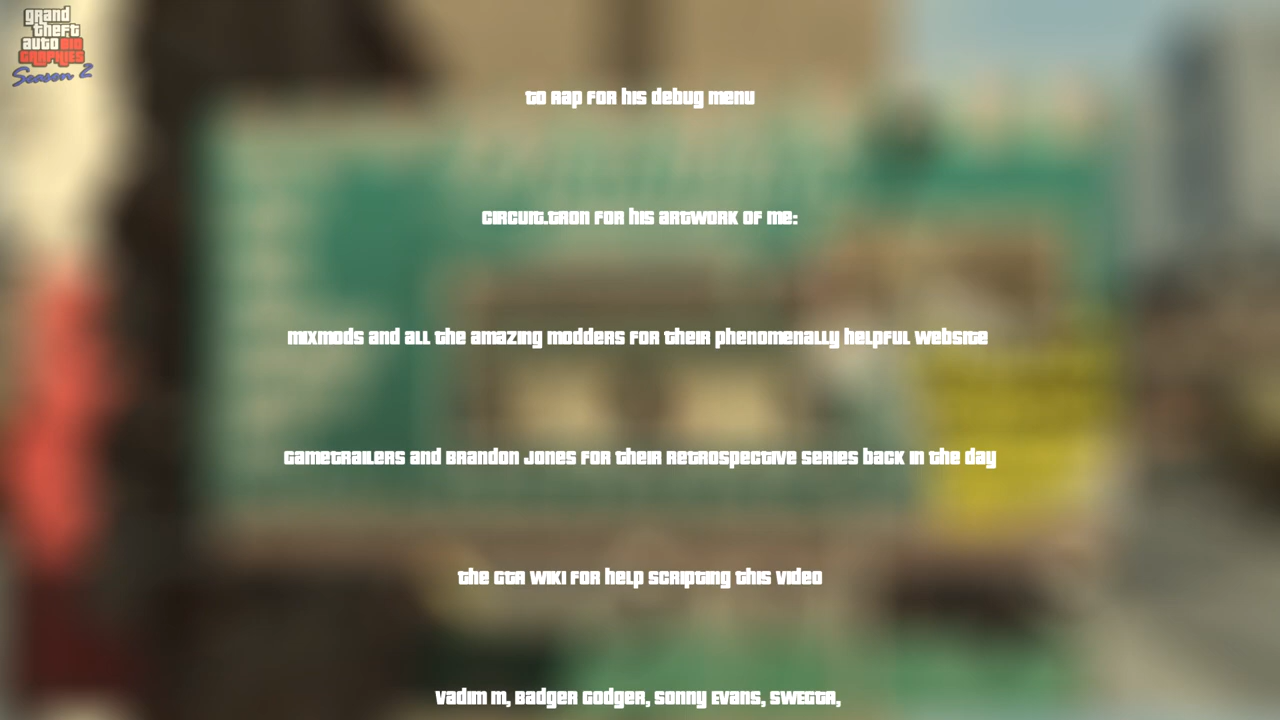 grand
theft
auto BIO
GRAPHIES
Season 2
to Rap for his debug menu
Circuit.tron for his artwork of me:
mixmods and all the amazing modders for their phenomenally helpful website
Gametrailers and Brandon Jones for their retrospective series back in the day
the GTA Wiki for help scripting this video
Vadim M, Badger Godger, Sonny Evans, SWEGTA,